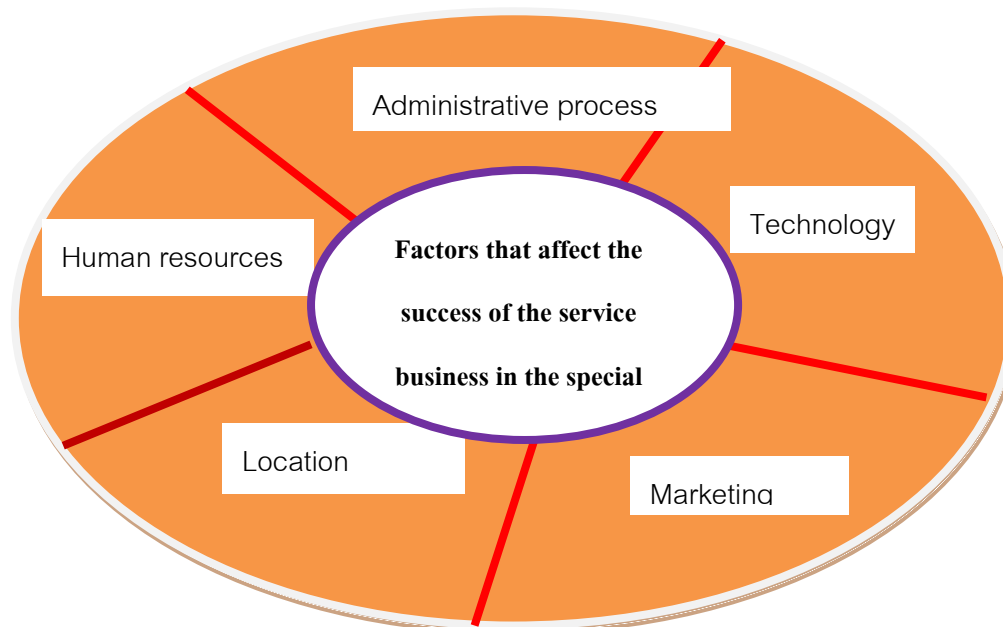 Administrative process
Technology
Human resources
Factors that affect the
success of the service
business in the special
Location
Marketing